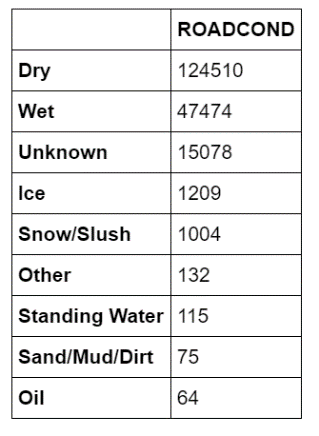 ROADCOND
Dry 124510
Wet 47474
Unknown 15078
Ice 1209
Snow/Slush 1004
Other 132
Standing Water 115
Sand/Mud/Dirt 75
Oil 64